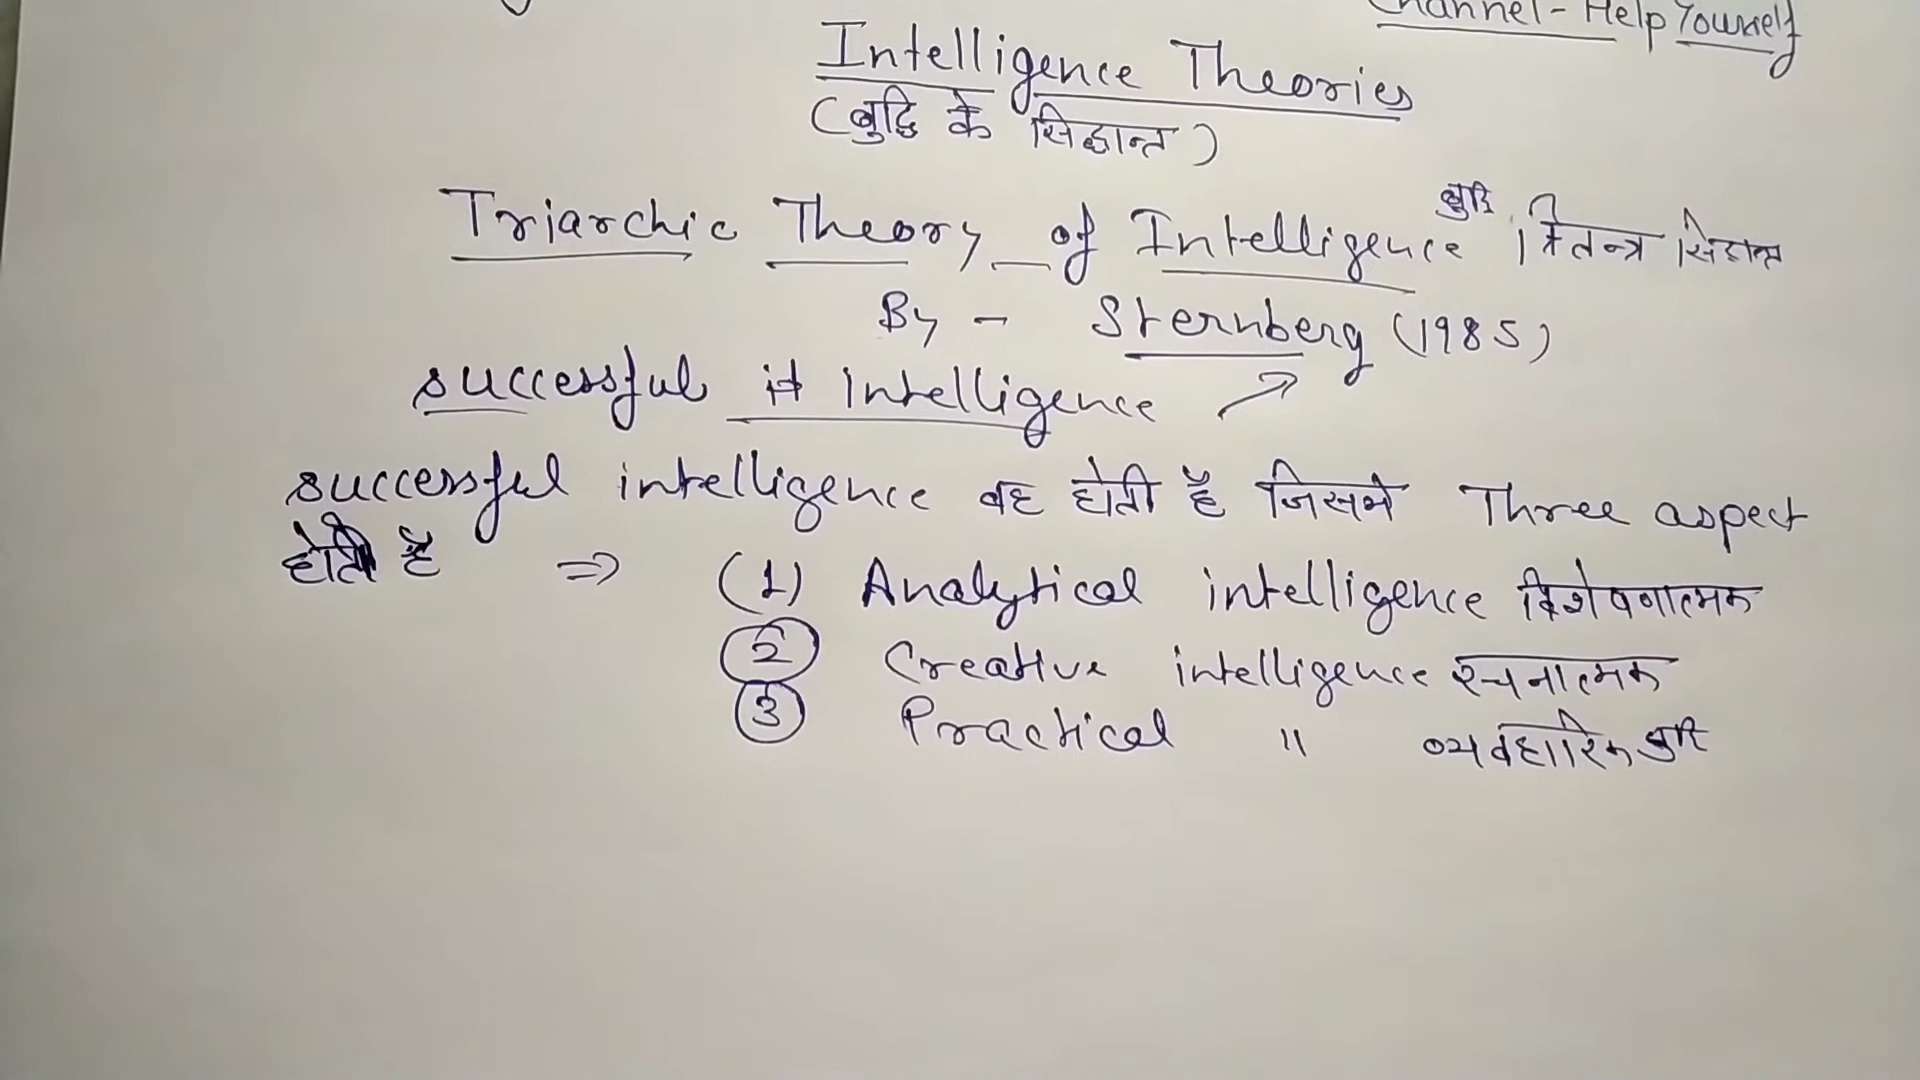 Channel - Help Yourself
Intelligence Theories
(बुद्धि के सिद्धान्त)
Triarchic Theory of Intelligence बुद्धि त्रितन्त्र सिद्धान्त
By - Sternberg (1985)
successful it Intelligence ↗
successful intelligence वह होती है जिसमे Three aspect
होते है ⇒ (1) Analytical intelligence विशेषणात्मक
2 Creative intelligence रचनात्मक
3 Practical " व्यवहारिक बुद्धि